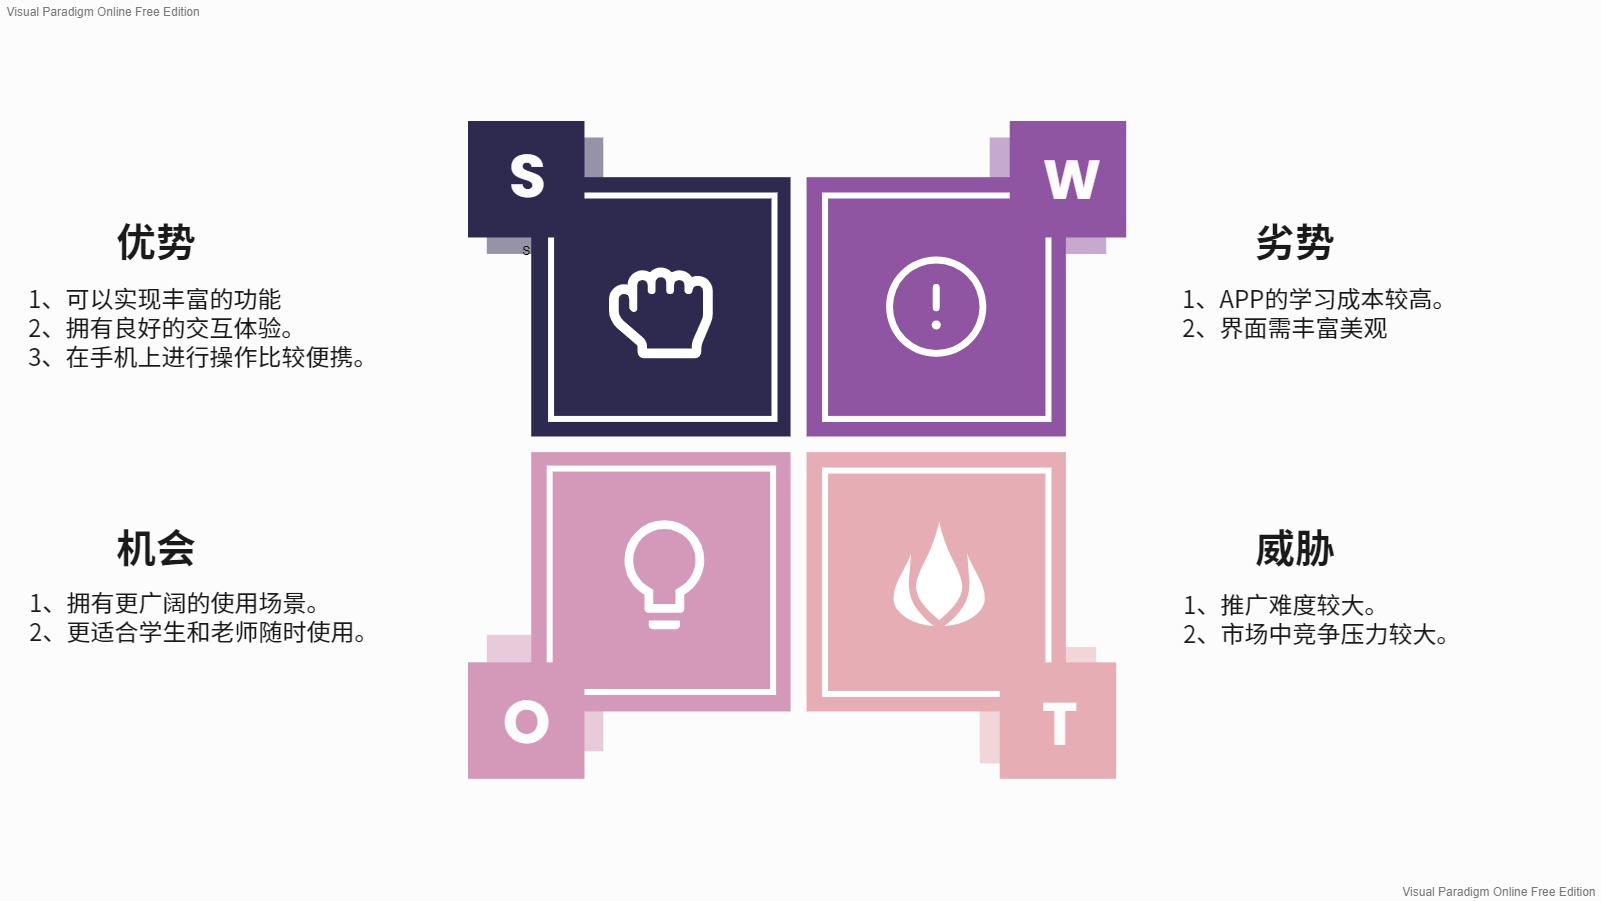 Visual Paradigm Online Free Edition
S
s
优势
1、可以实现丰富的功能
2、拥有良好的交互体验。
3、在手机上进行操作比较便携。
W
劣势
1、APP的学习成本较高。
2、界面需丰富美观
机会
1、拥有更广阔的使用场景。
2、更适合学生和老师随时使用。
O
威胁
1、推广难度较大。
2、市场中竞争压力较大。
T
Visual Paradigm Online Free Edition